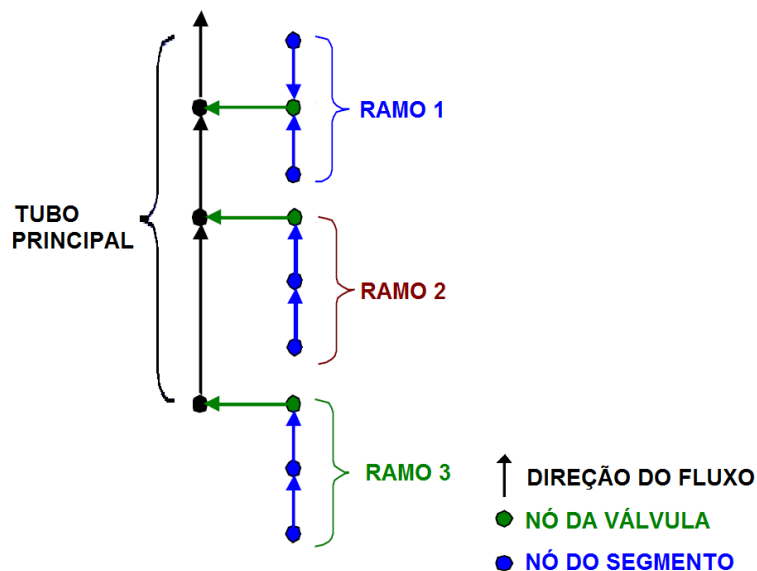 RAMO 1
TUBO
PRINCIPAL
RAMO 2
RAMO 3
DIREÇÃO DO FLUXO
NÓ DA VÁLVULA
NÓ DO SEGMENTO